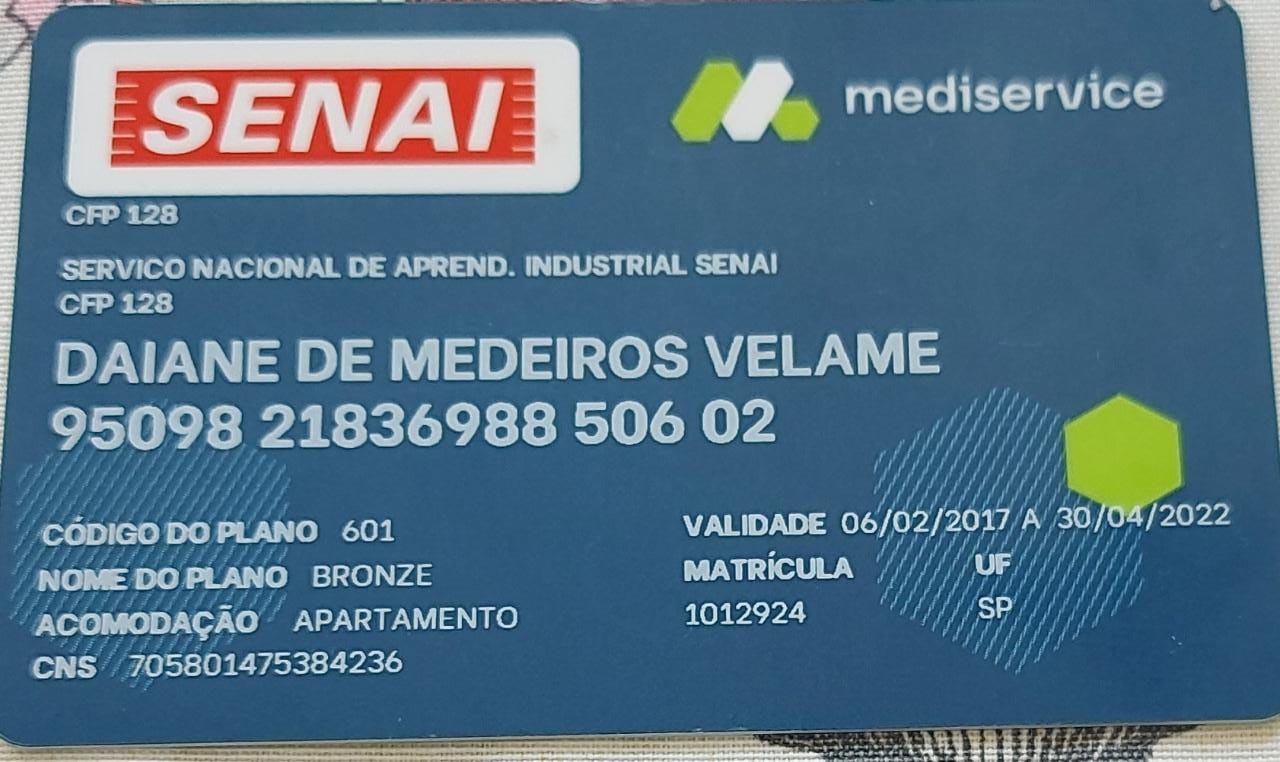 SENAI
mediservice
CFP 128
SERVICO NACIONAL DE APREND. INDUSTRIAL SENAI
CFP 128
DAIANE DE MEDEIROS VELAME
95098 21836988 506 02
CÓDIGO DO PLANO 601
NOME DO PLANO BRONZE
ACOMODAÇÃO APARTAMENTO
CNS 705801475384236
VALIDADE 06/02/2017 A 30/04/2022
MATRÍCULA UF
1012924 SP